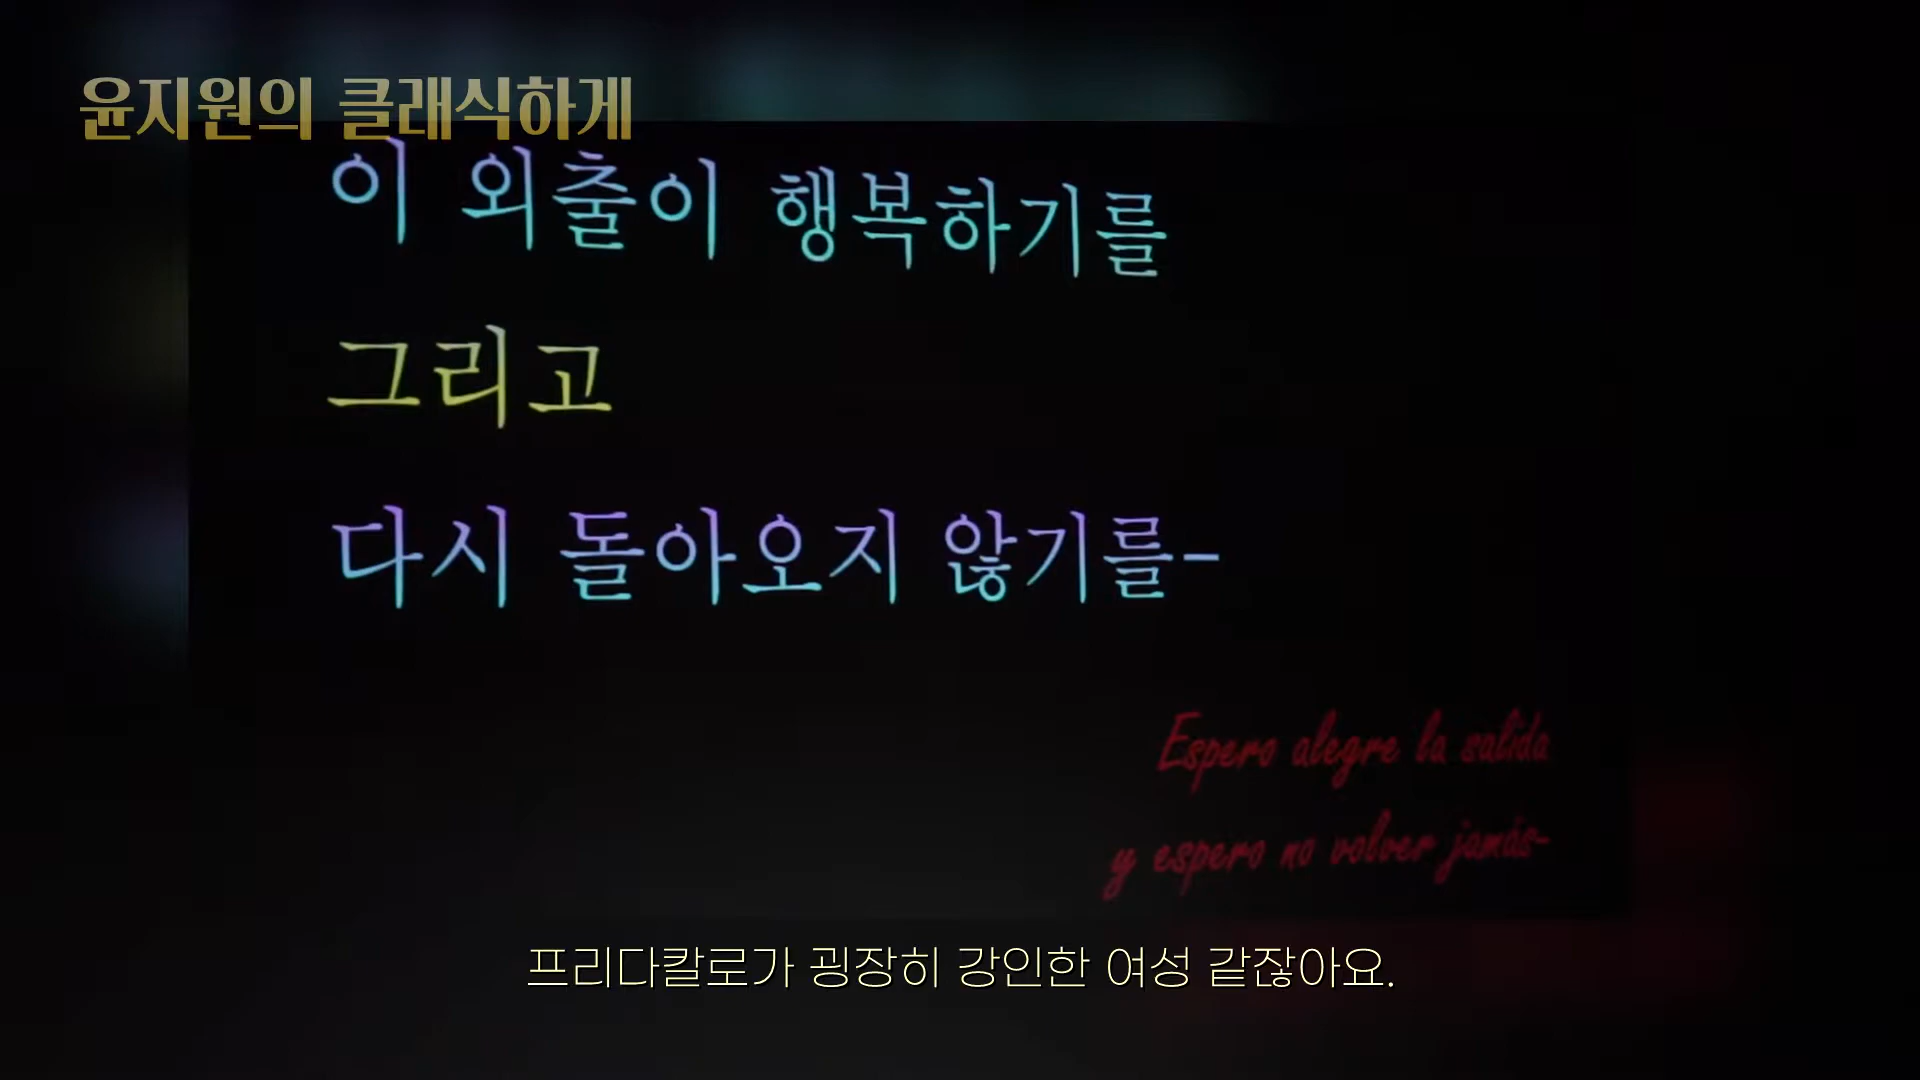 윤지원의 클래식하게
이 외출이 행복하기를
그리고
다시 돌아오지 않기를-
Espero alegre la salida
y espero no volver jamás-
프리다칼로가 굉장히 강인한 여성 같잖아요.